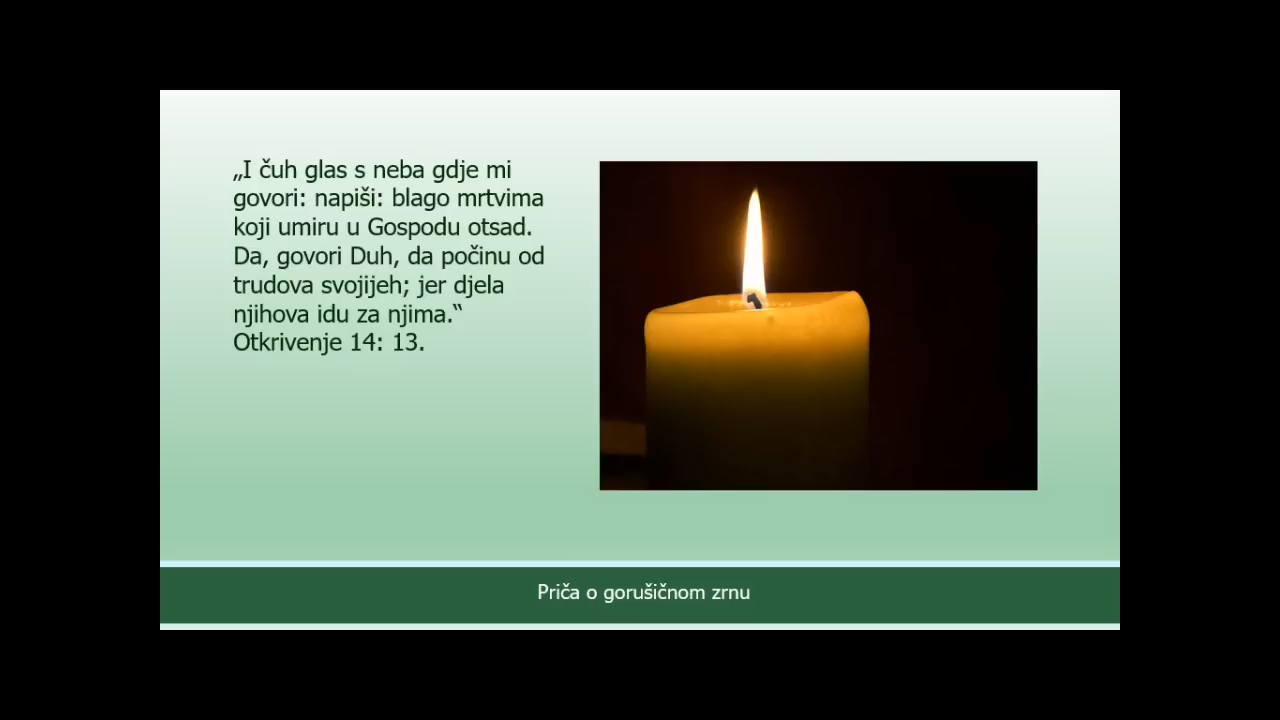 „I čuh glas s neba gdje mi
govori: napiši: blago mrtvima
koji umiru u Gospodu otsad.
Da, govori Duh, da počinu od
trudova svojijeh; jer djela
njihova idu za njima.“
Otkrivenje 14: 13.
Priča o gorušičnom zrnu